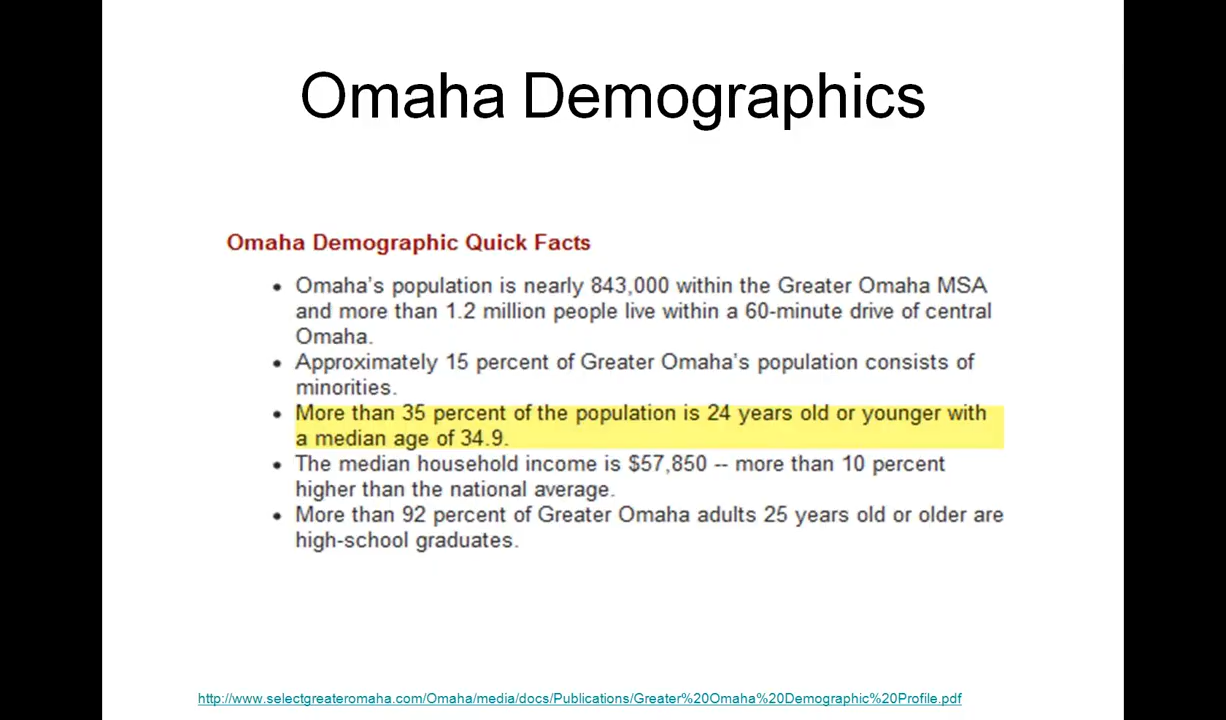 Omaha Demographics
Omaha Demographic Quick Facts
• Omaha's population is nearly 843,000 within the Greater Omaha MSA
and more than 1.2 million people live within a 60-minute drive of central
Omaha.
• Approximately 15 percent of Greater Omaha's population consists of
minorities.
• More than 35 percent of the population is 24 years old or younger with
a median age of 34.9.
• The median household income is $57,850 -- more than 10 percent
higher than the national average.
• More than 92 percent of Greater Omaha adults 25 years old or older are
high-school graduates.
http://www.selectgreateromaha.com/Omaha/media/docs/Publications/Greater%20Omaha%20Demographic%20Profile.pdf